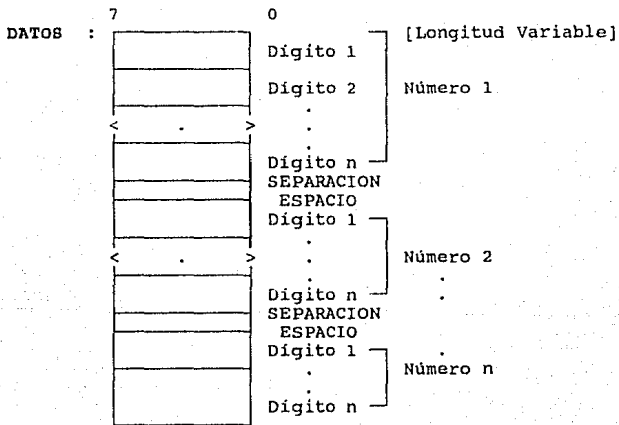 7 0
DATOS : [Longitud Variable]
Dígito 1
Dígito 2 Número 1
.
< . > .
.
Dígito n
SEPARACION
ESPACIO
Dígito 1
.
< . > . Número 2
. .
Dígito n .
SEPARACION
ESPACIO
Dígito 1 .
. Número n
.
Dígito n